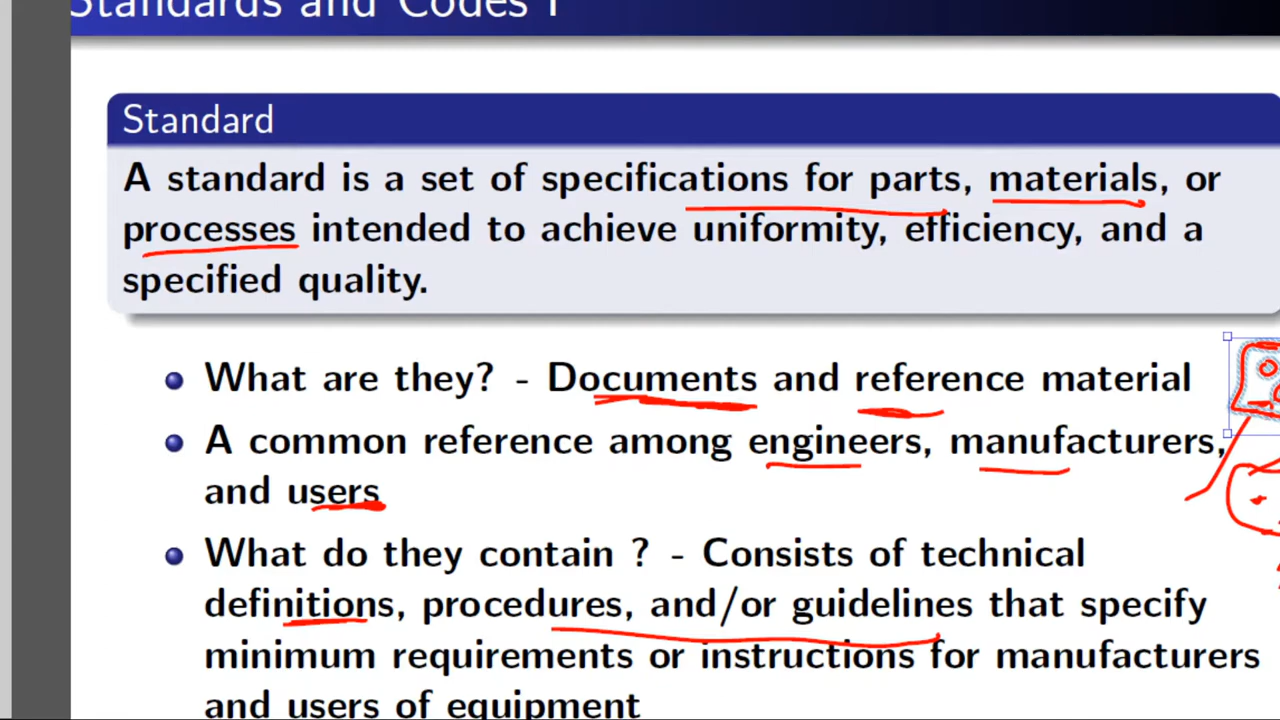 Standards and Codes I
Standard
A standard is a set of specifications for parts, materials, or
processes intended to achieve uniformity, efficiency, and a
specified quality.
What are they? - Documents and reference material
A common reference among engineers, manufacturers,
and users
What do they contain ? - Consists of technical
definitions, procedures, and/or guidelines that specify
minimum requirements or instructions for manufacturers
and users of equipment